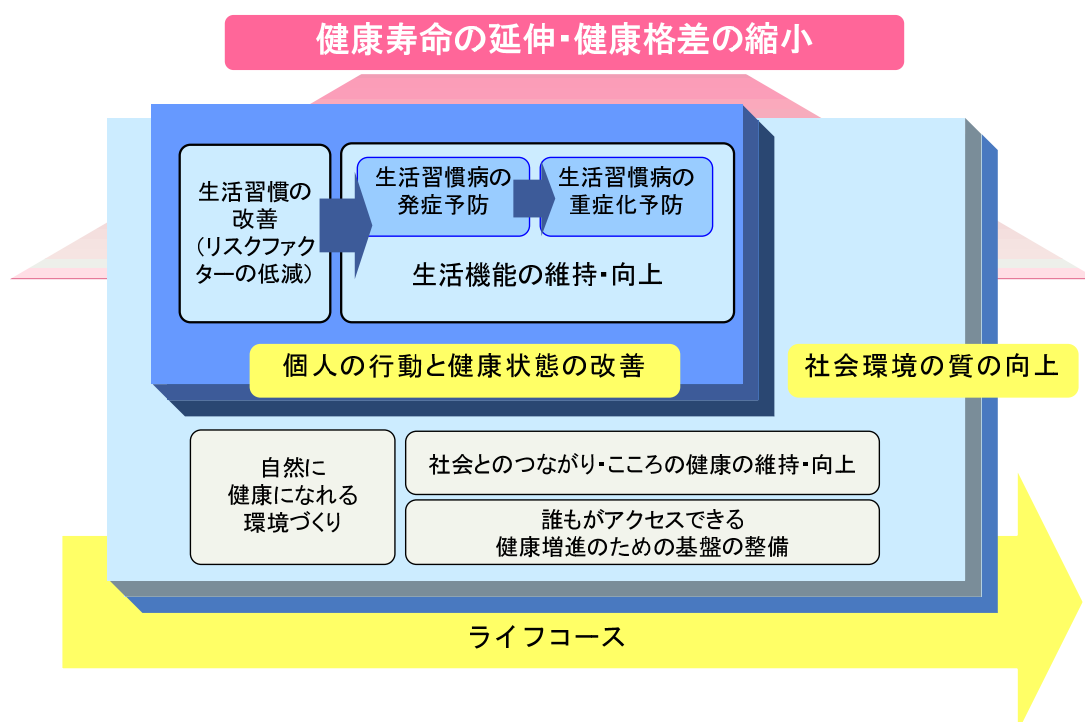 健康寿命の延伸・健康格差の縮小
生活習慣の
改善
（リスクファク
ターの低減）
生活習慣病の
発症予防
生活習慣病の
重症化予防
生活機能の維持・向上
個人の行動と健康状態の改善
社会環境の質の向上
自然に
健康になれる
環境づくり
社会とのつながり・こころの健康の維持・向上
誰もがアクセスできる
健康増進のための基盤の整備
ライフコース